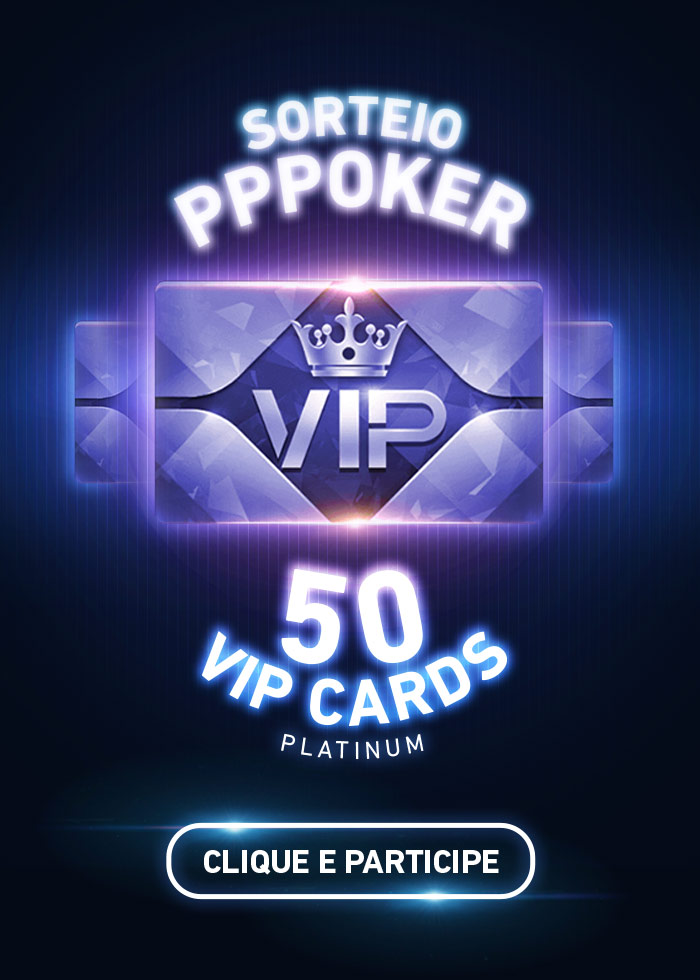 SORTEIO
PPPOKER
VIP
50
VIP CARDS
PLATINUM
CLIQUE E PARTICIPE